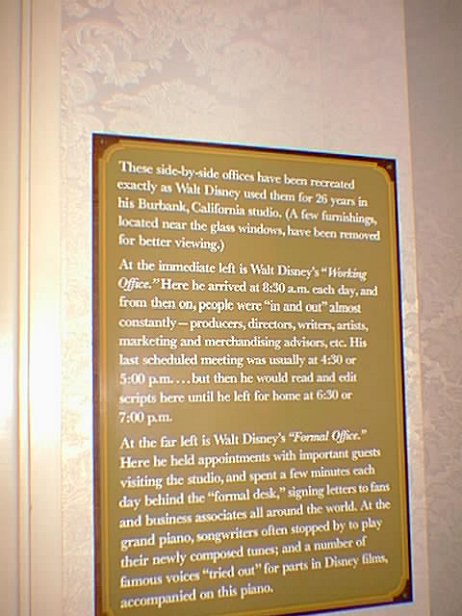 These side-by-side offices have been recreated
exactly as Walt Disney used them for 26 years in
his Burbank, California studio. (A few furnishings,
located near the glass windows, have been removed
for better viewing.)
At the immediate left is Walt Disney's "Working
Office." Here he arrived at 8:30 a.m. each day, and
from then on, people were "in and out" almost
constantly – producers, directors, writers, artists,
marketing and merchandising advisors, etc. His
last scheduled meeting was usually at 4:30 or
5:00 p.m. . . . but then he would read and edit
scripts here until he left for home at 6:30 or
7:00 p.m.
At the far left is Walt Disney's "Formal Office."
Here he held appointments with important guests
visiting the studio, and spent a few minutes each
day behind the "formal desk," signing letters to fans
and business associates all around the world. At the
grand piano, songwriters often stopped by to play
their newly composed tunes; and a number of
famous voices "tried out" for parts in Disney films,
accompanied on this piano.